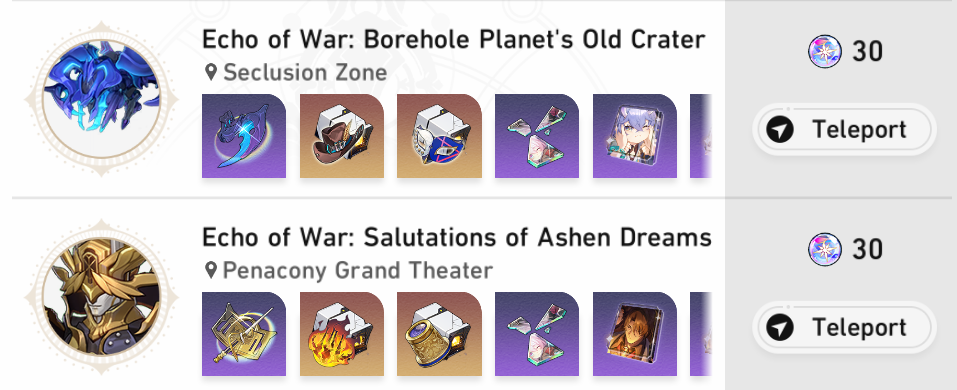 Echo of War: Borehole Planet's Old Crater
Seclusion Zone
30
Teleport
Echo of War: Salutations of Ashen Dreams
Penacony Grand Theater
30
Teleport